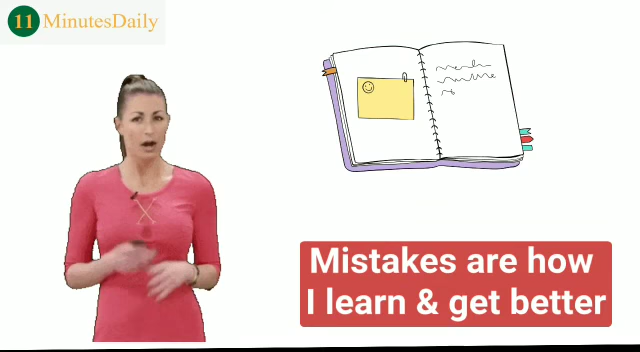 11 MinutesDaily
Mistakes are how
I learn & get better